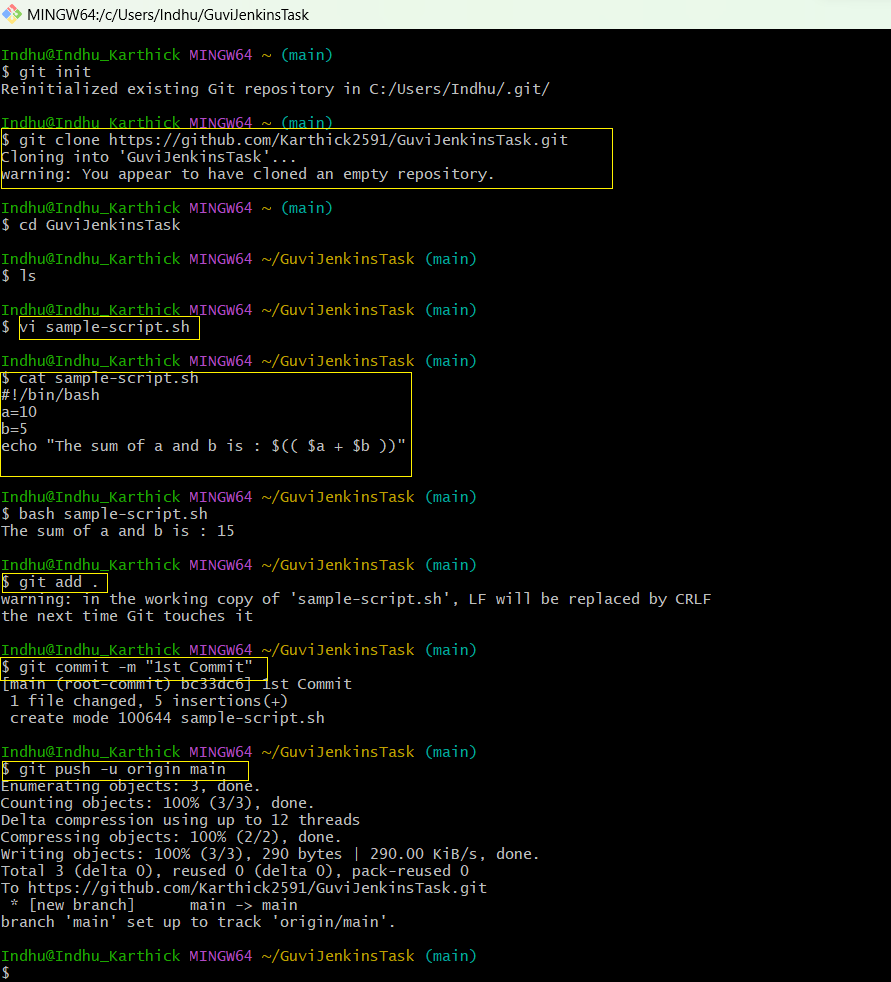 MINGW64:/c/Users/Indhu/GuviJenkinsTask
Indhu@Indhu_Karthick MINGW64 ~ (main)
$ git init
Reinitialized existing Git repository in C:/Users/Indhu/.git/
Indhu@Indhu_Karthick MINGW64 ~ (main)
$ git clone https://github.com/Karthick2591/GuviJenkinsTask.git
Cloning into 'GuviJenkinsTask'...
warning: You appear to have cloned an empty repository.
Indhu@Indhu_Karthick MINGW64 ~ (main)
$ cd GuviJenkinsTask
Indhu@Indhu_Karthick MINGW64 ~/GuviJenkinsTask (main)
$ ls
Indhu@Indhu_Karthick MINGW64 ~/GuviJenkinsTask (main)
$ vi sample-script.sh
Indhu@Indhu_Karthick MINGW64 ~/GuviJenkinsTask (main)
$ cat sample-script.sh
#!/bin/bash
a=10
b=5
echo "The sum of a and b is : $(( $a + $b ))"
Indhu@Indhu_Karthick MINGW64 ~/GuviJenkinsTask (main)
$ bash sample-script.sh
The sum of a and b is : 15
Indhu@Indhu_Karthick MINGW64 ~/GuviJenkinsTask (main)
$ git add .
warning: in the working copy of 'sample-script.sh', LF will be replaced by CRLF
the next time Git touches it
Indhu@Indhu_Karthick MINGW64 ~/GuviJenkinsTask (main)
$ git commit -m "1st Commit"
[main (root-commit) bc33dc6] 1st Commit
 1 file changed, 5 insertions(+)
 create mode 100644 sample-script.sh
Indhu@Indhu_Karthick MINGW64 ~/GuviJenkinsTask (main)
$ git push -u origin main
Enumerating objects: 3, done.
Counting objects: 100% (3/3), done.
Delta compression using up to 12 threads
Compressing objects: 100% (2/2), done.
Writing objects: 100% (3/3), 290 bytes | 290.00 KiB/s, done.
Total 3 (delta 0), reused 0 (delta 0), pack-reused 0
To https://github.com/Karthick2591/GuviJenkinsTask.git
 * [new branch]      main -> main
branch 'main' set up to track 'origin/main'.
Indhu@Indhu_Karthick MINGW64 ~/GuviJenkinsTask (main)
$